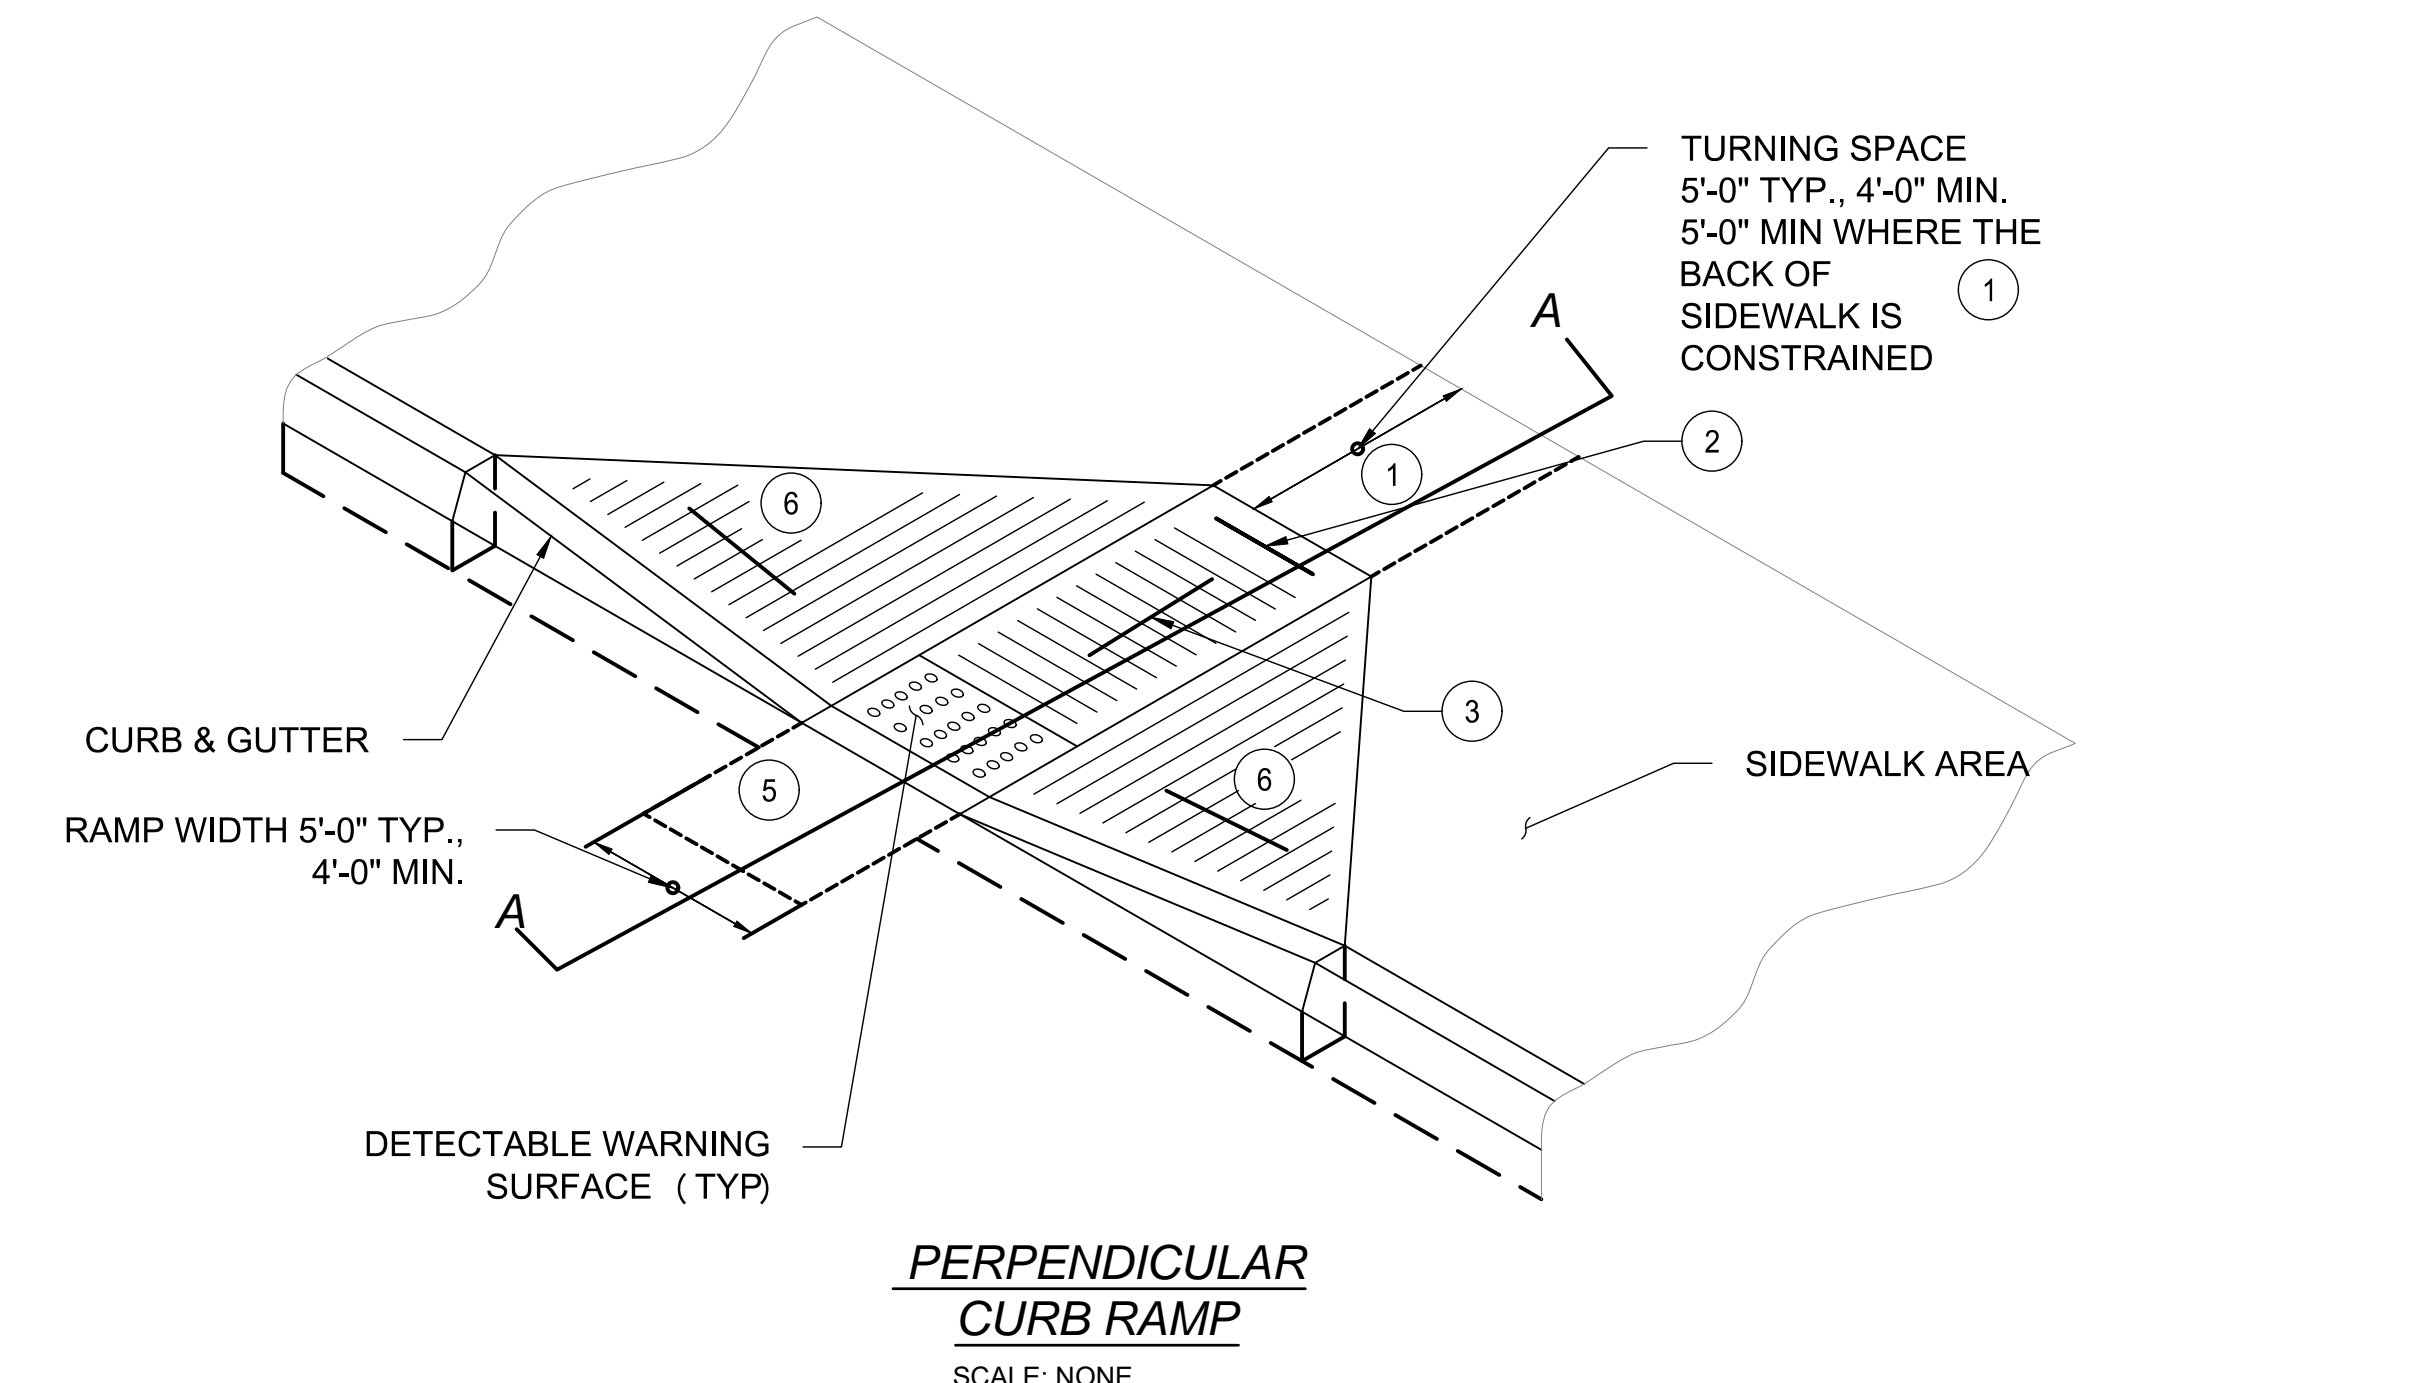 TURNING SPACE
5'-0" TYP., 4'-0" MIN.
5'-0" MIN WHERE THE
BACK OF
SIDEWALK IS
CONSTRAINED
1
A
2
1
6
3
CURB & GUTTER
SIDEWALK AREA
6
5
RAMP WIDTH 5'-0" TYP.,
4'-0" MIN.
A
DETECTABLE WARNING
SURFACE (TYP)
PERPENDICULAR
CURB RAMP
SCALE: NONE